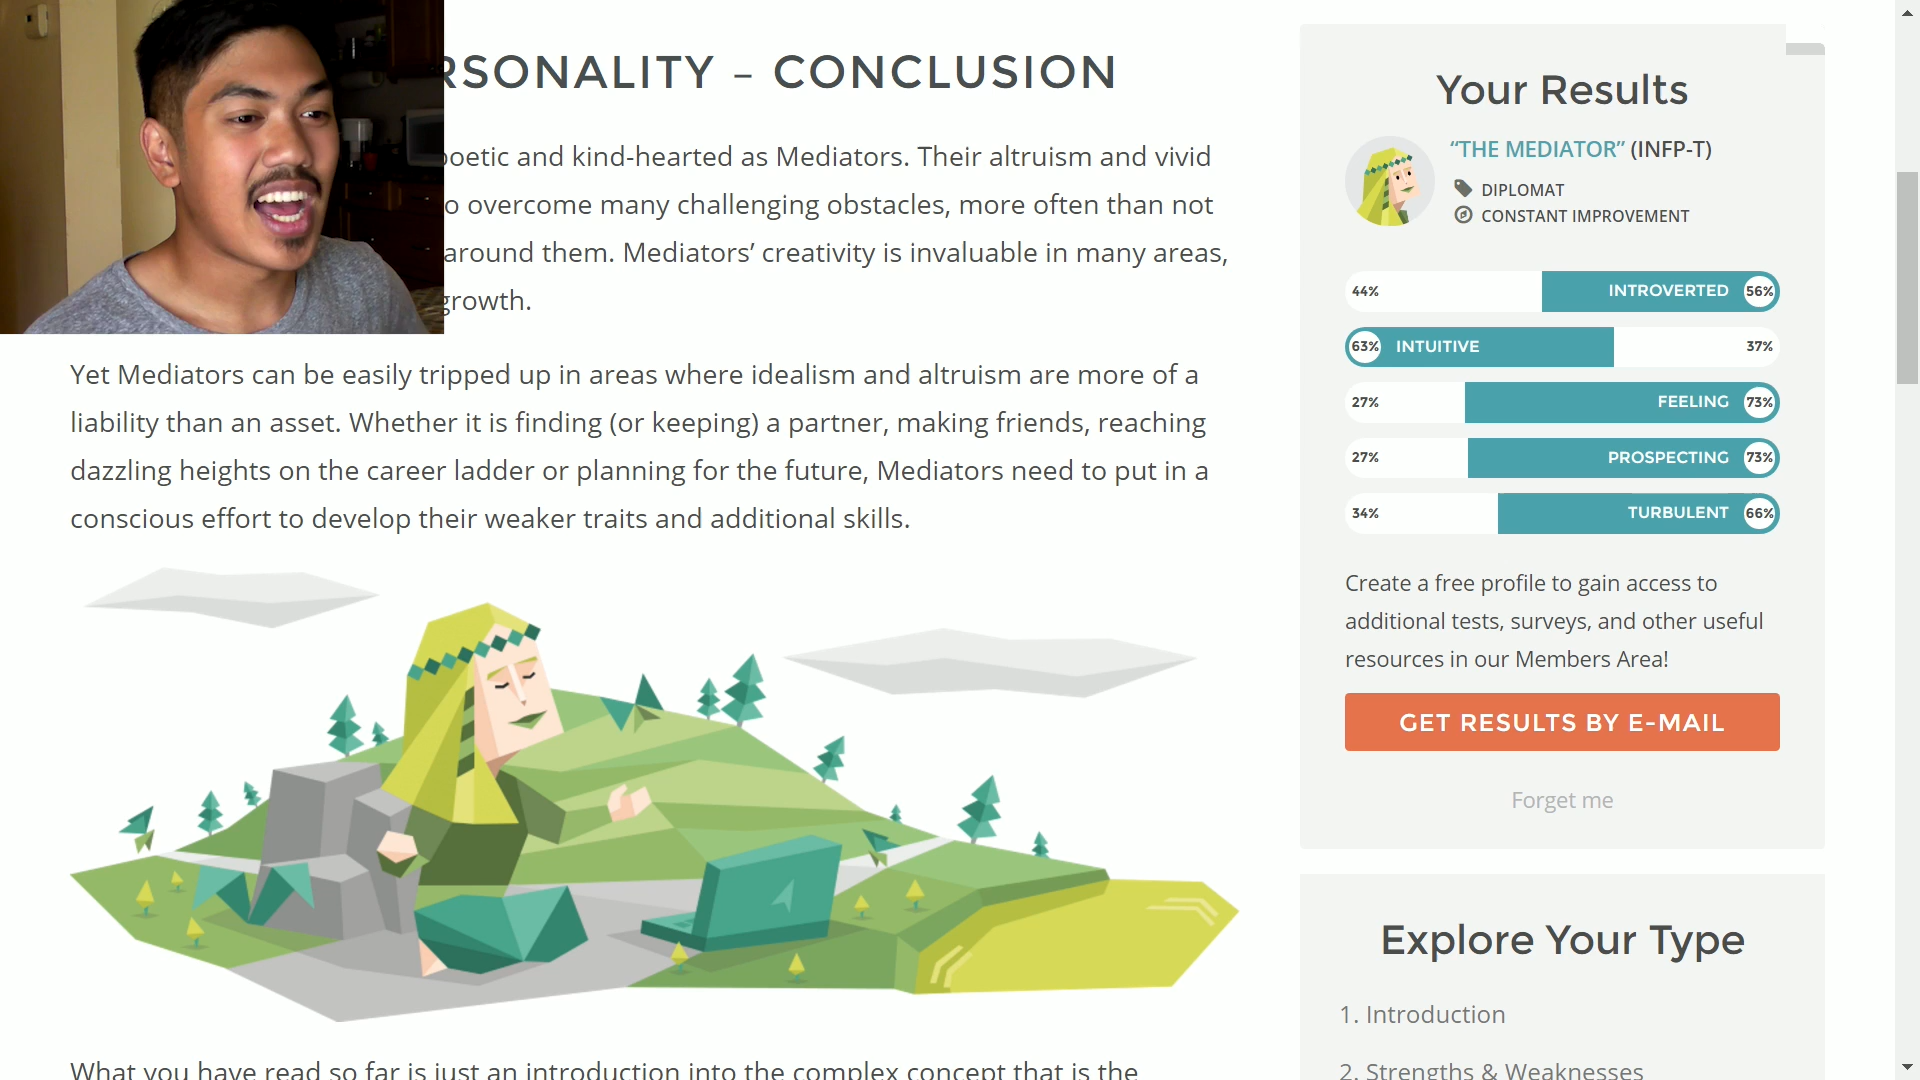 RSONALITY – CONCLUSION
poetic and kind-hearted as Mediators. Their altruism and vivid
o overcome many challenging obstacles, more often than not
around them. Mediators’ creativity is invaluable in many areas,
growth.
Yet Mediators can be easily tripped up in areas where idealism and altruism are more of a
liability than an asset. Whether it is finding (or keeping) a partner, making friends, reaching
dazzling heights on the career ladder or planning for the future, Mediators need to put in a
conscious effort to develop their weaker traits and additional skills.
What you have read so far is just an introduction into the complex concept that is the
Your Results
“THE MEDIATOR” (INFP-T)
DIPLOMAT
CONSTANT IMPROVEMENT
44% INTROVERTED 56%
63% INTUITIVE 37%
27% FEELING 73%
27% PROSPECTING 73%
34% TURBULENT 66%
Create a free profile to gain access to
additional tests, surveys, and other useful
resources in our Members Area!
GET RESULTS BY E-MAIL
Forget me
Explore Your Type
1. Introduction
2. Strengths & Weaknesses